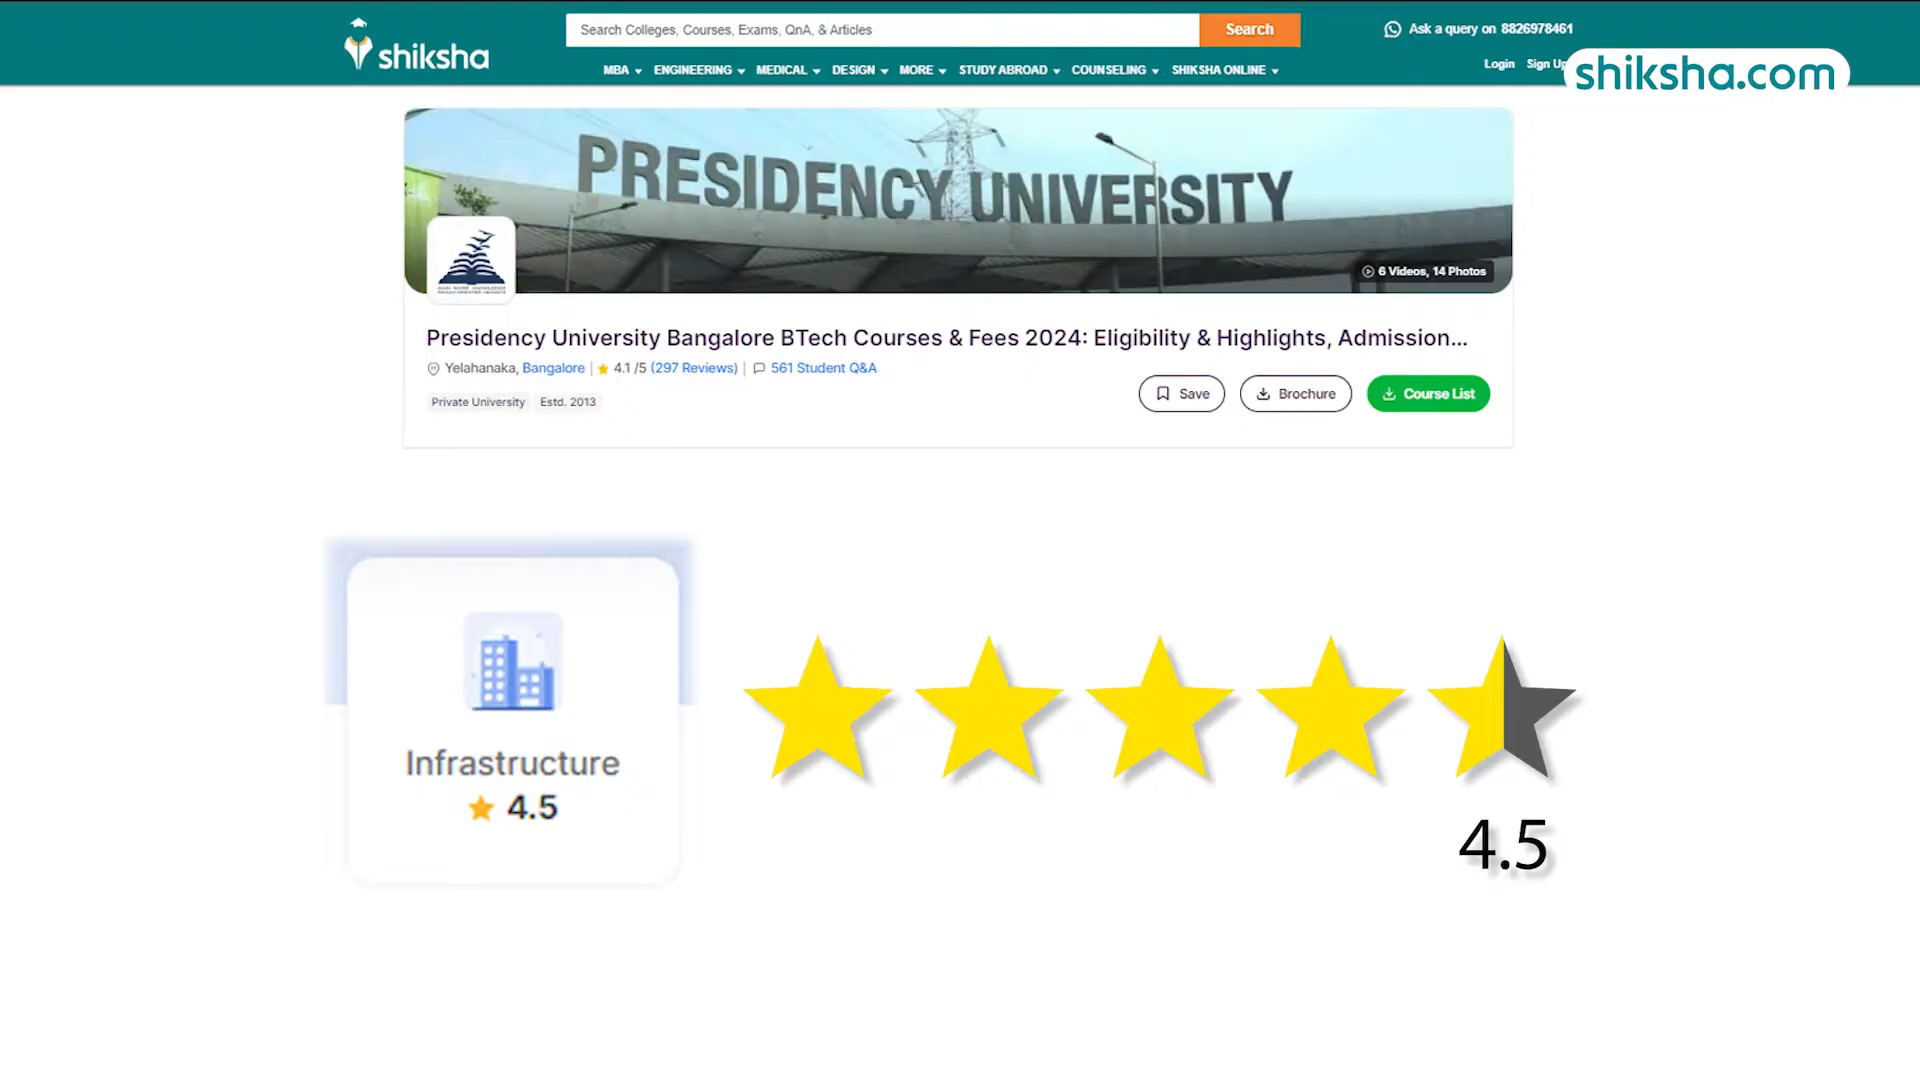 shiksha
Search Colleges, Courses, Exams, QnA, & Articles
Search
Ask a query on 8826978461
MBA ENGINEERING MEDICAL DESIGN MORE STUDY ABROAD COUNSELING SHIKSHA ONLINE
Login Sign Up
shiksha.com
PRESIDENCY UNIVERSITY
6 Videos, 14 Photos
Presidency University Bangalore BTech Courses & Fees 2024: Eligibility & Highlights, Admission...
Yelahanaka, Bangalore | 4.1 /5 (297 Reviews) | 561 Student Q&A
Private University Estd. 2013
Save
Brochure
Course List
Infrastructure
4.5
4.5